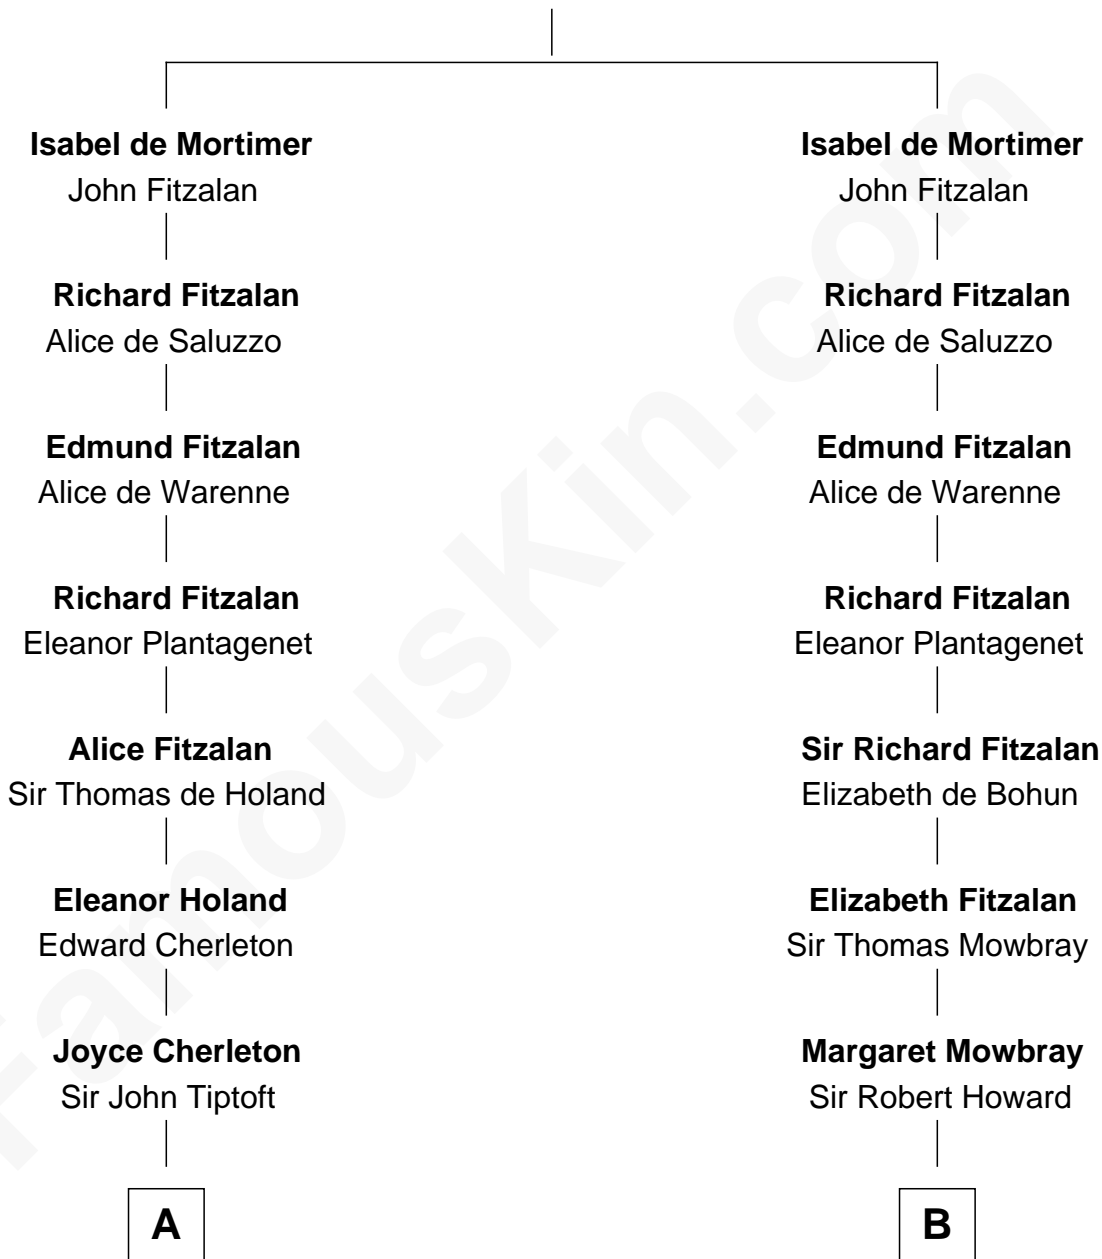 Isabel de Mortimer
John Fitzalan
Richard Fitzalan
Alice de Saluzzo
Edmund Fitzalan
Alice de Warenne
Richard Fitzalan
Eleanor Plantagenet
Alice Fitzalan
Sir Thomas de Holand
Eleanor Holand
Edward Cherleton
Joyce Cherleton
Sir John Tiptoft
A
Isabel de Mortimer
John Fitzalan
Richard Fitzalan
Alice de Saluzzo
Edmund Fitzalan
Alice de Warenne
Richard Fitzalan
Eleanor Plantagenet
Sir Richard Fitzalan
Elizabeth de Bohun
Elizabeth Fitzalan
Sir Thomas Mowbray
Margaret Mowbray
Sir Robert Howard
B
FamousKin.com